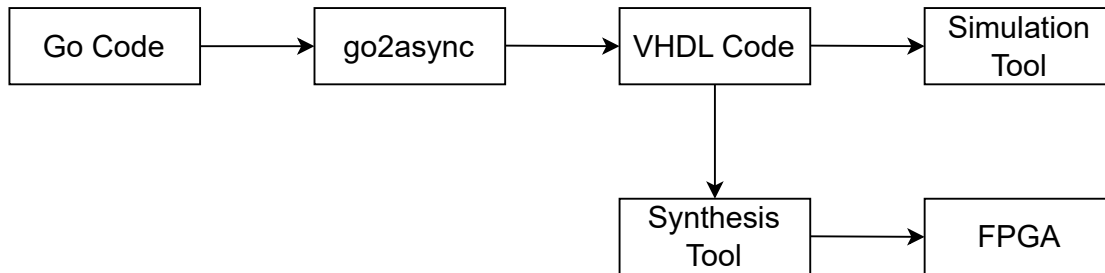 Go Code
go2async
VHDL Code
Simulation
Tool
Synthesis
Tool
FPGA